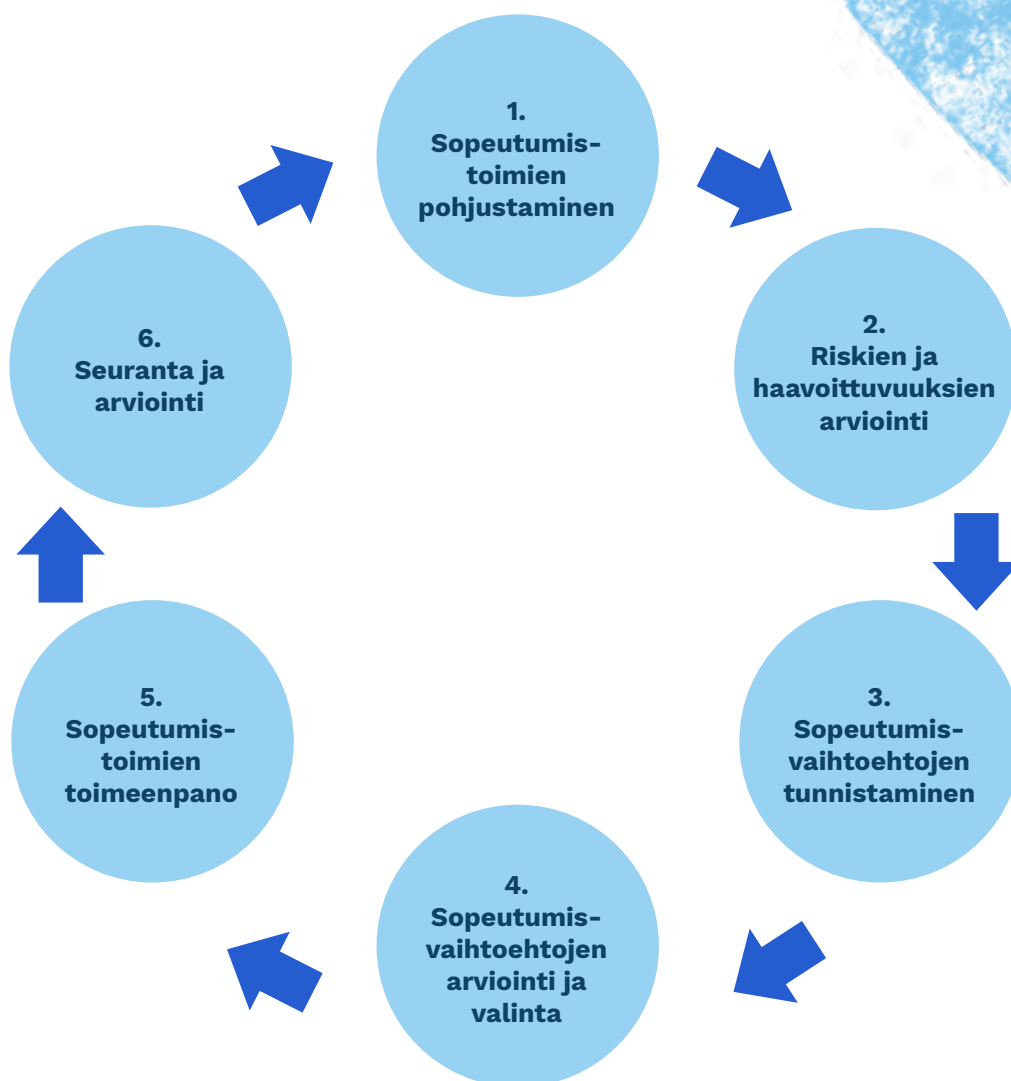 1.
Sopeutumis-
toimien
pohjustaminen
2.
Riskien ja
haavoittuvuuksien
arviointi
3.
Sopeutumis-
vaihtoehtojen
tunnistaminen
4.
Sopeutumis-
vaihtoehtojen
arviointi ja
valinta
5.
Sopeutumis-
toimien
toimeenpano
6.
Seuranta ja
arviointi